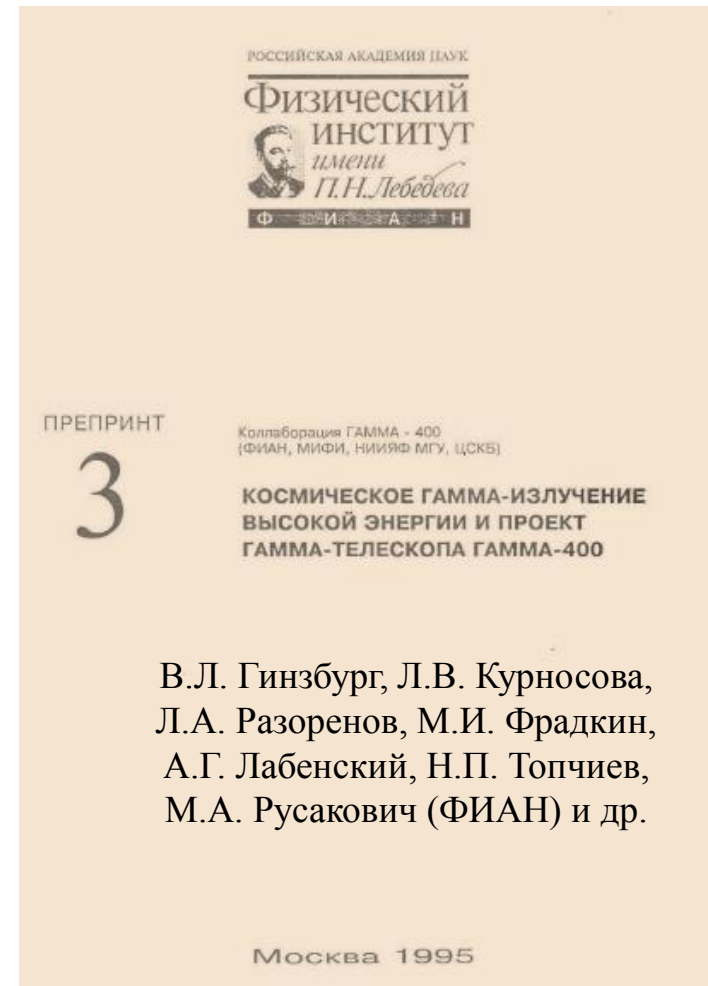 РОССИЙСКАЯ АКАДЕМИЯ НАУК
Физический
ИНСТИТУТ
имени
П.Н.Лебедева
Ф И А Н
ПРЕПРИНТ
3
Коллаборация ГАММА - 400
(ФИАН, МИФИ, НИИЯФ МГУ, ЦСКБ)
КОСМИЧЕСКОЕ ГАММА-ИЗЛУЧЕНИЕ
ВЫСОКОЙ ЭНЕРГИИ И ПРОЕКТ
ГАММА-ТЕЛЕСКОПА ГАММА-400
В.Л. Гинзбург, Л.В. Курносова,
Л.А. Разоренов, М.И. Фрадкин,
А.Г. Лабенский, Н.П. Топчиев,
М.А. Русакович (ФИАН) и др.
Москва 1995